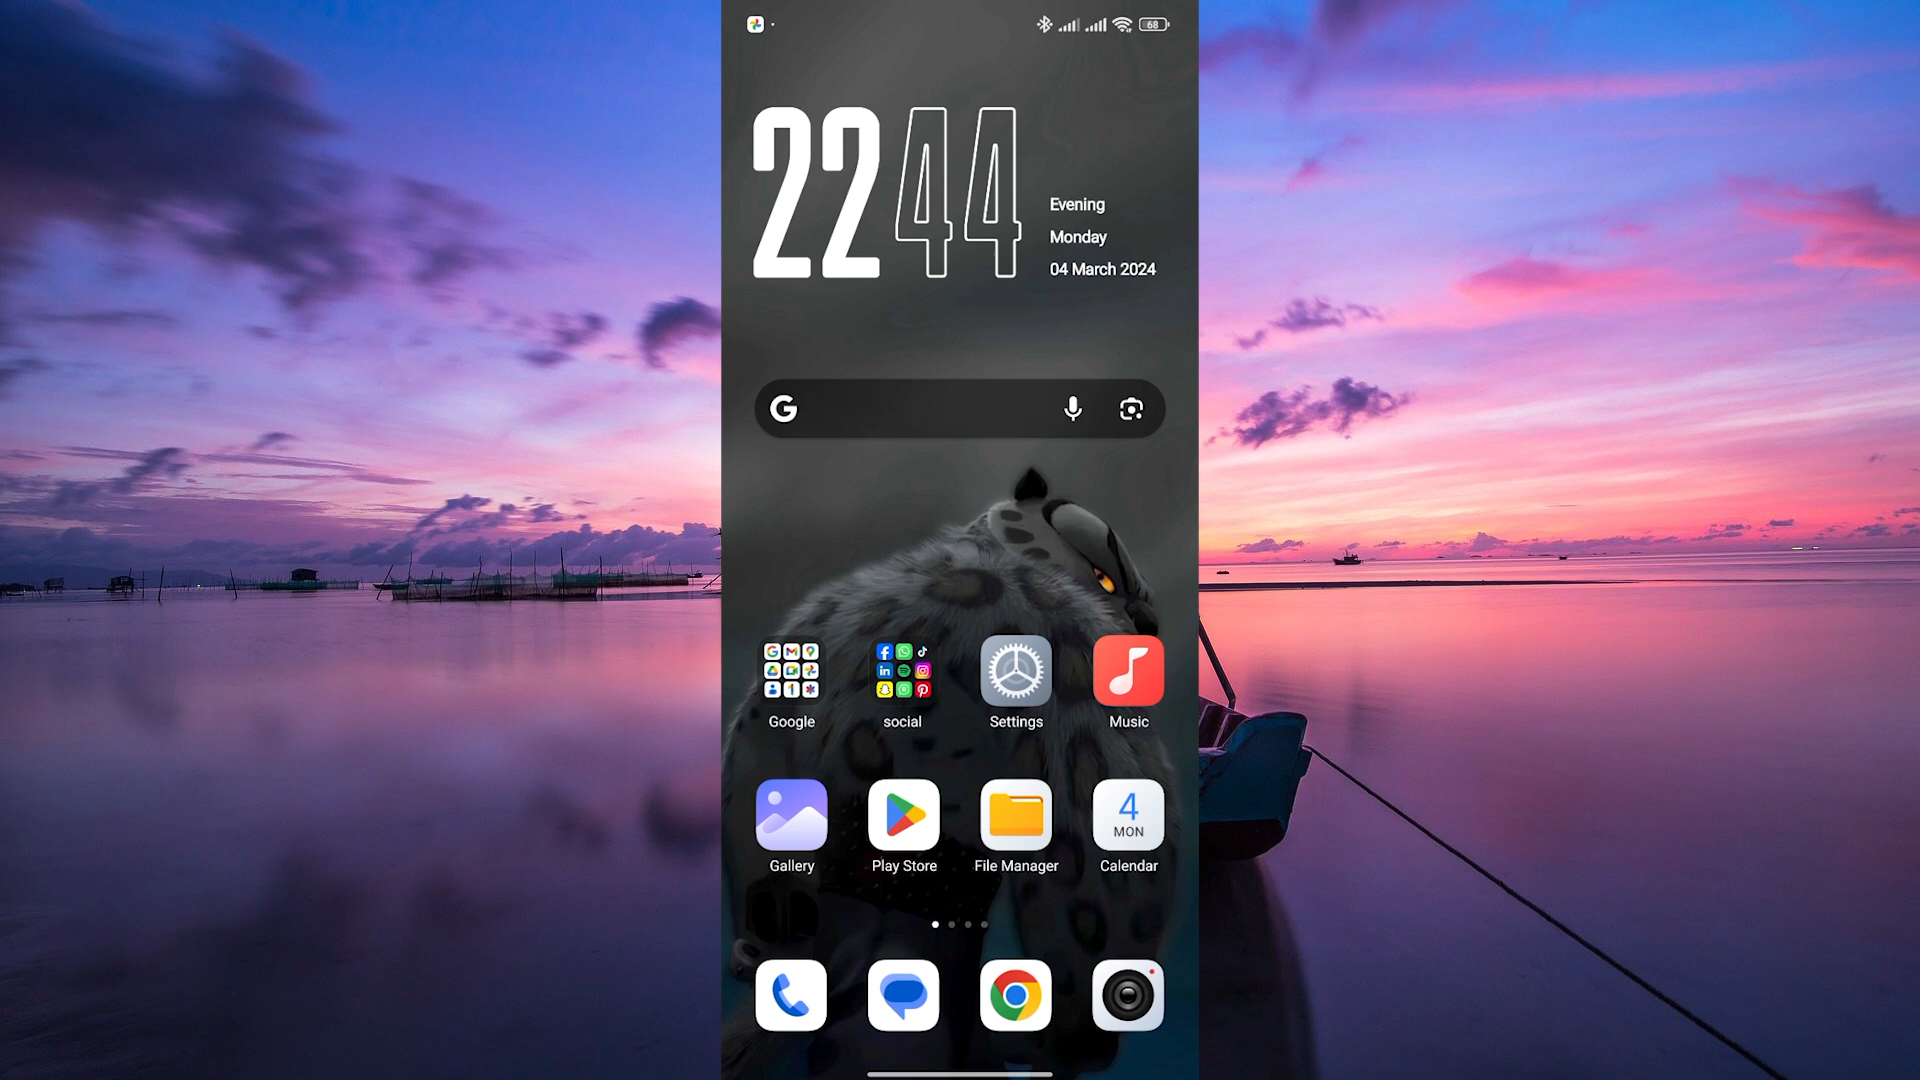 68
2244
Evening
Monday
04 March 2024
Google
social
Settings
Music
4
MON
Gallery
Play Store
File Manager
Calendar